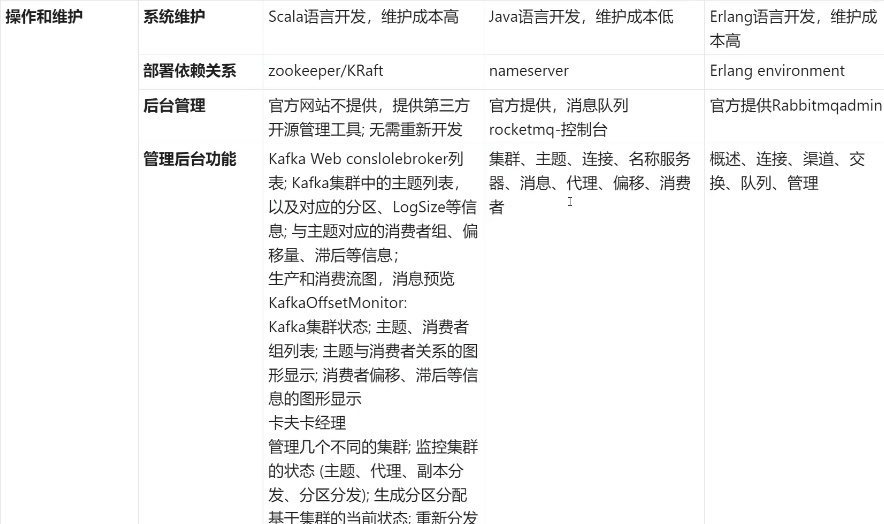 操作和维护
系统维护
Scala语言开发，维护成本高
Java语言开发，维护成本低
Erlang语言开发，维护成
本高
部署依赖关系
zookeeper/KRaft
nameserver
Erlang environment
后台管理
官方网站不提供，提供第三方
开源管理工具; 无需重新开发
官方提供，消息队列
rocketmq-控制台
官方提供Rabbitmqadmin
管理后台功能
Kafka Web conslolebroker列
表; Kafka集群中的主题列表，
以及对应的分区、LogSize等信
息; 与主题对应的消费者组、偏
移量、滞后等信息；
生产和消费流图，消息预览
KafkaOffsetMonitor:
Kafka集群状态; 主题、消费者
组列表; 主题与消费者关系的图
形显示; 消费者偏移、滞后等信
息的图形显示
卡夫卡经理
管理几个不同的集群; 监控集群
的状态 (主题、代理、副本分
发、分区分发); 生成分区分配
基于集群的当前状态; 重新分发
集群、主题、连接、名称服务
器、消息、代理、偏移、消费
者
概述、连接、渠道、交
换、队列、管理